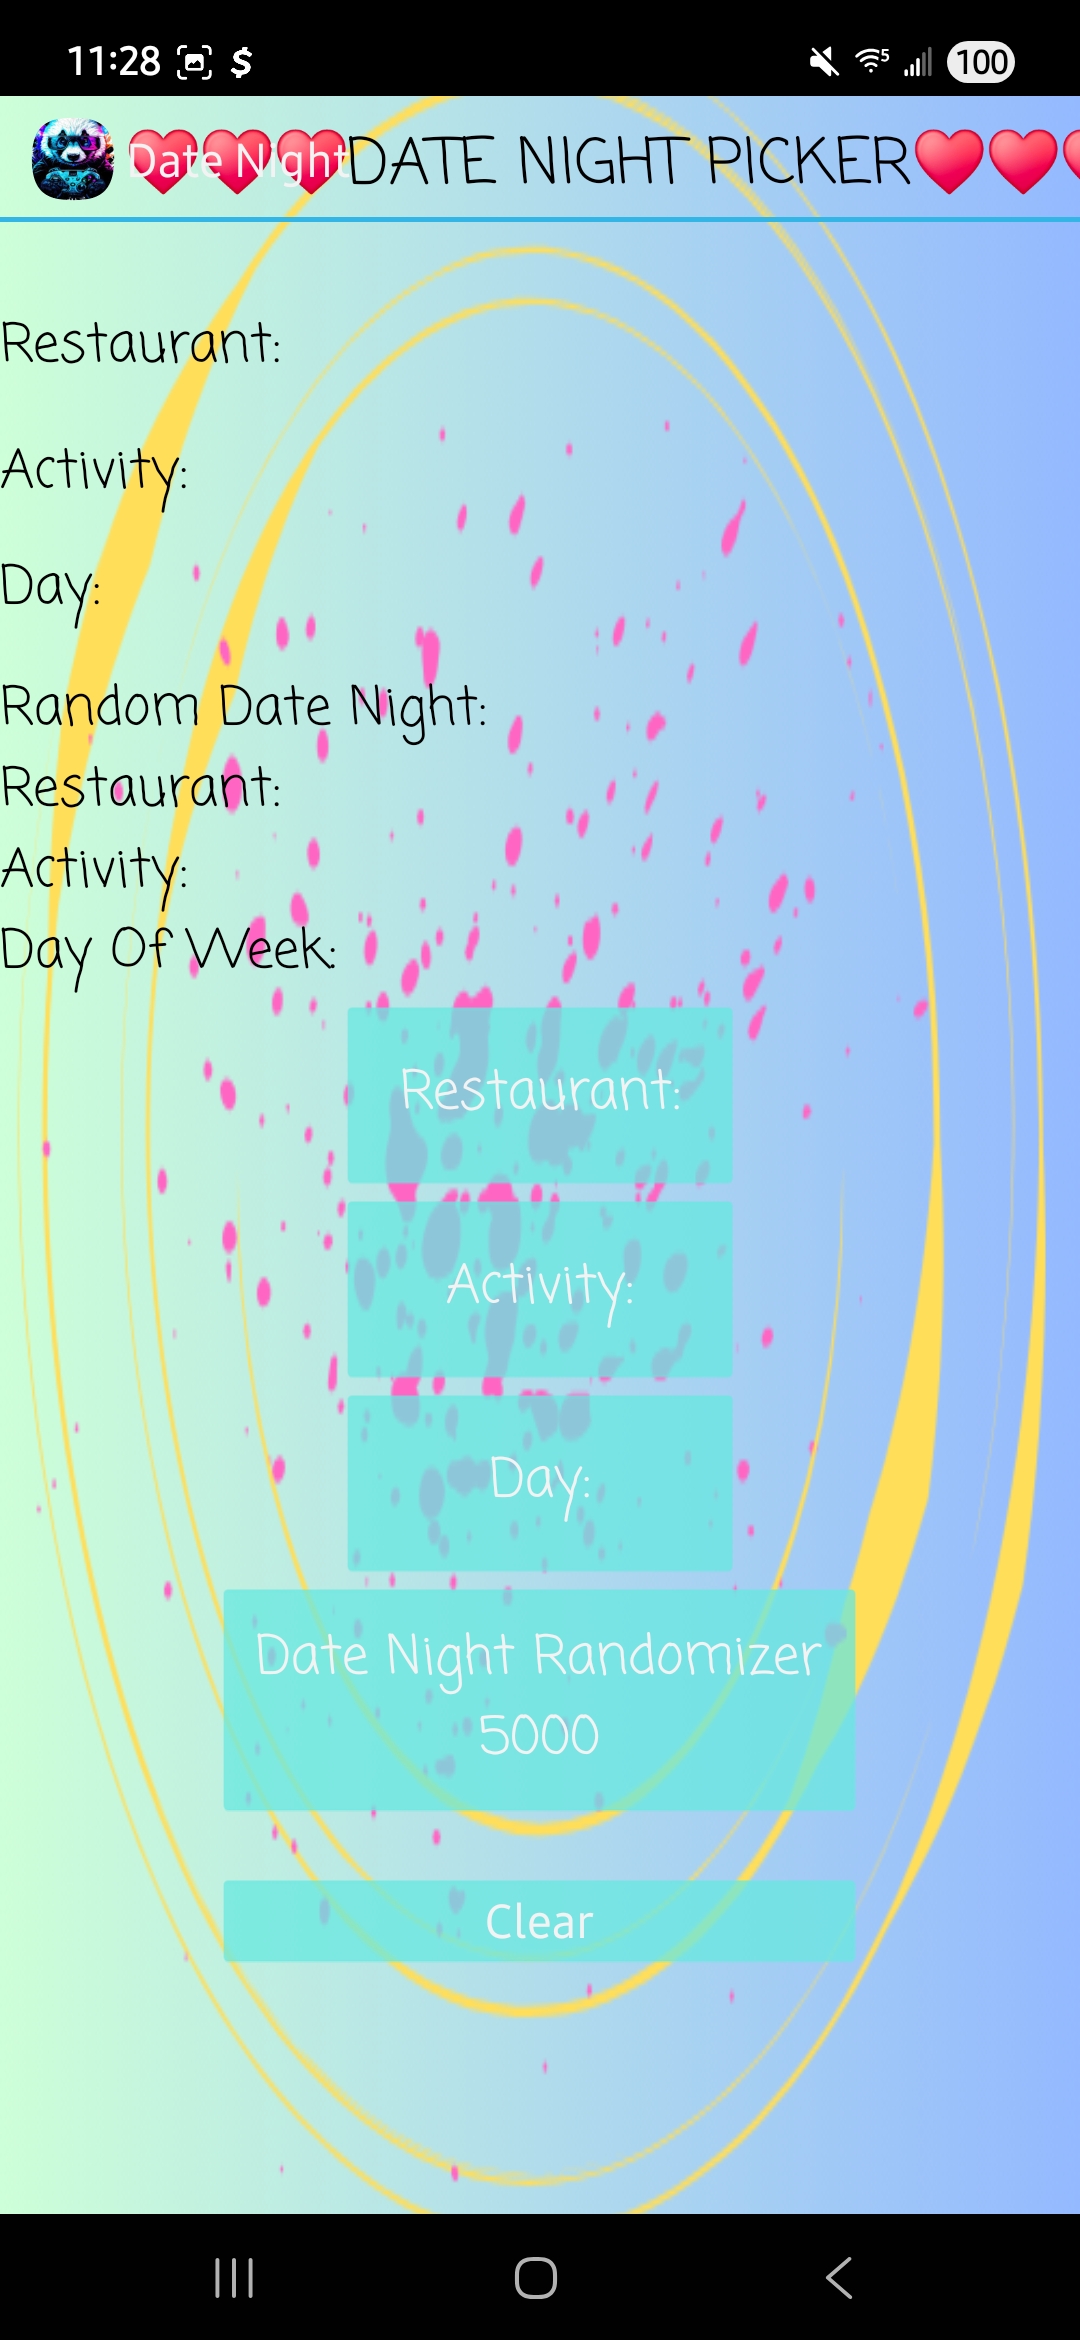 11:28 $ 5 100
Date Night ❤️❤️❤️DATE NIGHT PICKER❤️❤️❤
Restaurant:
Activity:
Day:
Random Date Night:
Restaurant:
Activity:
Day Of Week:
Restaurant:
Activity:
Day:
Date Night Randomizer
5000
Clear